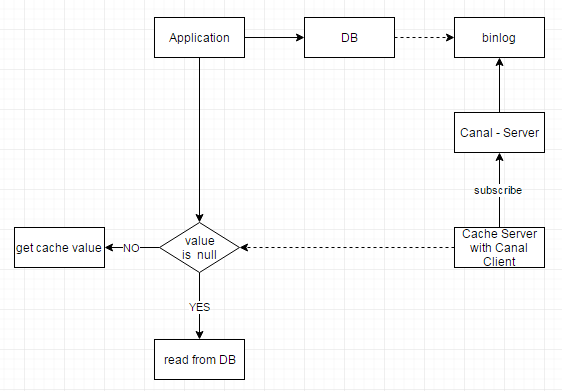 Application
DB
binlog
Canal - Server
subscribe
Cache Server
with Canal
Client
value
is null
NO
get cache value
YES
read from DB